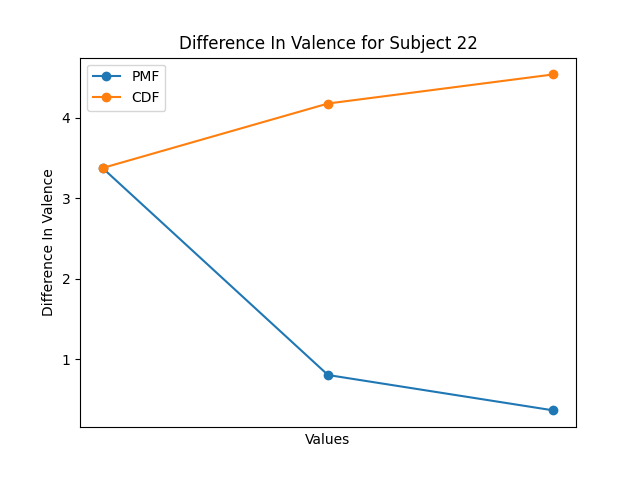 Difference In Valence for Subject 22
PMF
CDF
4
3
2
1
Difference In Valence
Values